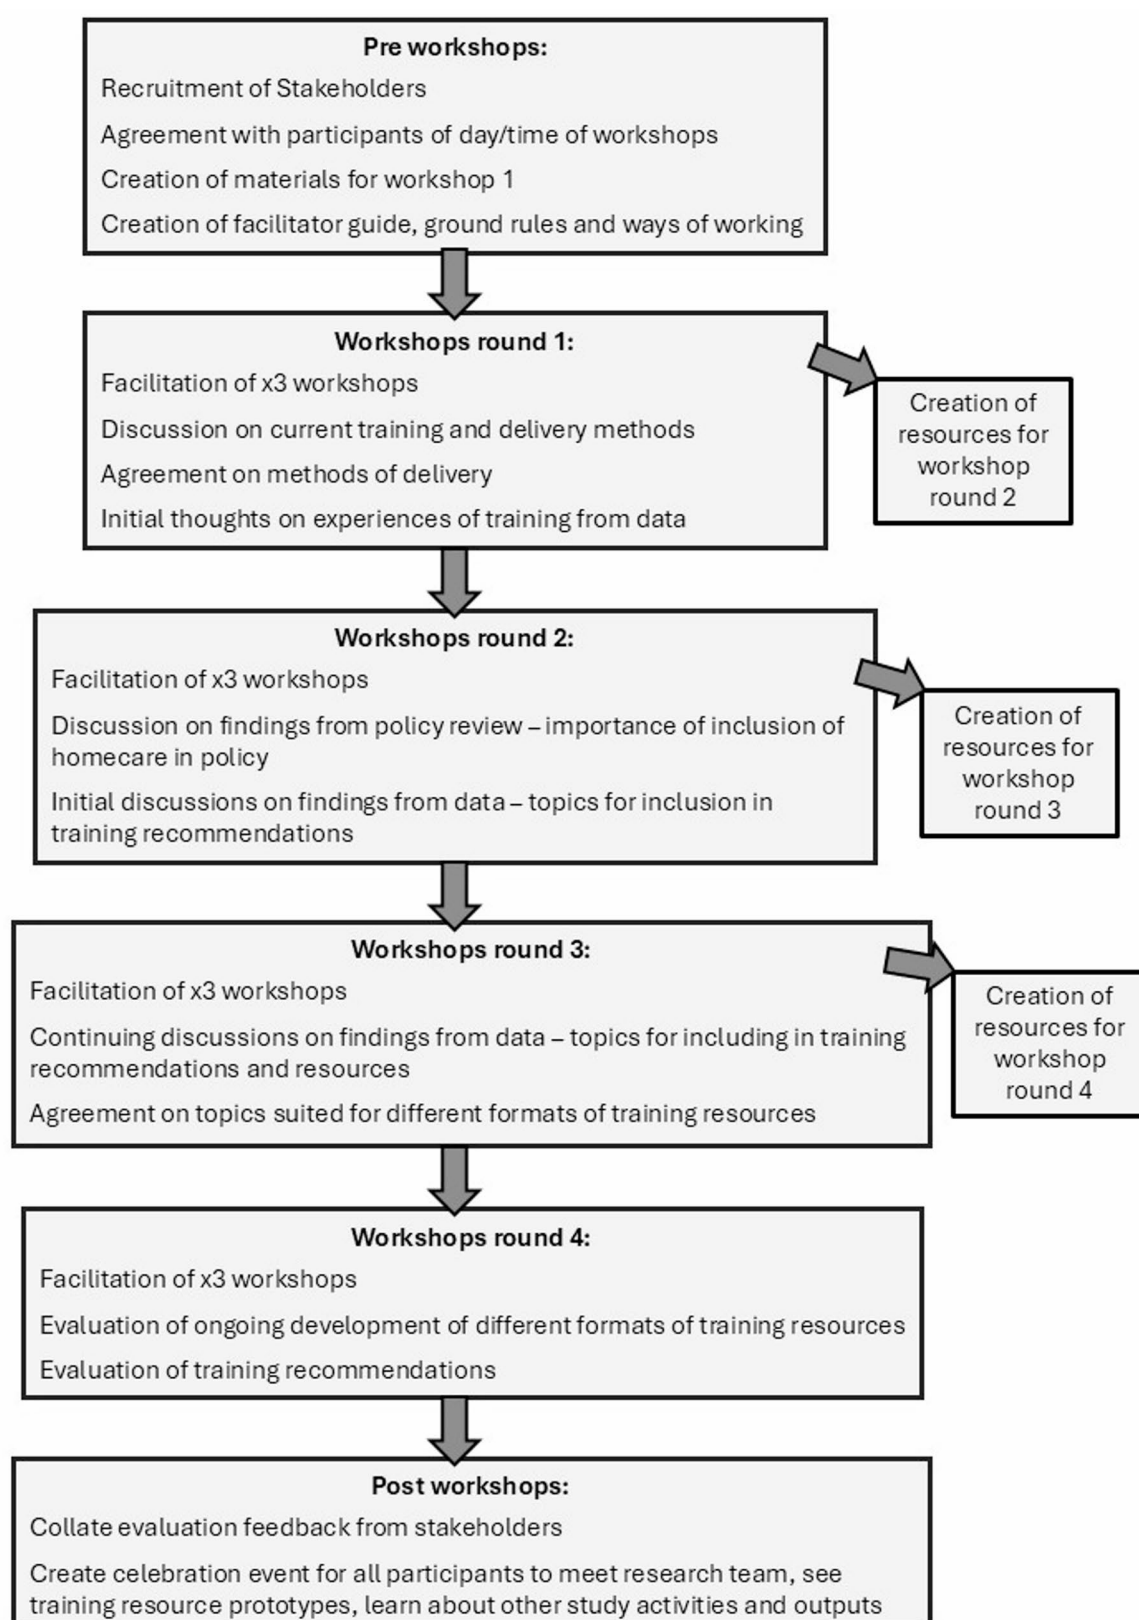 Pre workshops:
Recruitment of Stakeholders
Agreement with participants of day/time of workshops
Creation of materials for workshop 1
Creation of facilitator guide, ground rules and ways of working
Workshops round 1:
Facilitation of x3 workshops
Discussion on current training and delivery methods
Agreement on methods of delivery
Initial thoughts on experiences of training from data
Creation of
resources for
workshop
round 2
Workshops round 2:
Facilitation of x3 workshops
Discussion on findings from policy review – importance of inclusion of
homecare in policy
Initial discussions on findings from data – topics for inclusion in
training recommendations
Creation of
resources for
workshop
round 3
Workshops round 3:
Facilitation of x3 workshops
Continuing discussions on findings from data – topics for including in training
recommendations and resources
Agreement on topics suited for different formats of training resources
Creation of
resources for
workshop
round 4
Workshops round 4:
Facilitation of x3 workshops
Evaluation of ongoing development of different formats of training resources
Evaluation of training recommendations
Post workshops:
Collate evaluation feedback from stakeholders
Create celebration event for all participants to meet research team, see
training resource prototypes, learn about other study activities and outputs